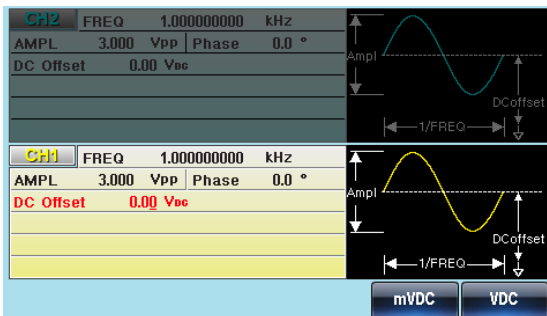 CH2 FREQ 1.000000000 kHz
AMPL 3.000 Vpp Phase 0.0 °
DC Offset 0.00 VDC
Ampl
DCoffset
1/FREQ
CH1 FREQ 1.000000000 kHz
AMPL 3.000 Vpp Phase 0.0 °
DC Offset 0.00 VDC
Ampl
DCoffset
1/FREQ
mVDC VDC